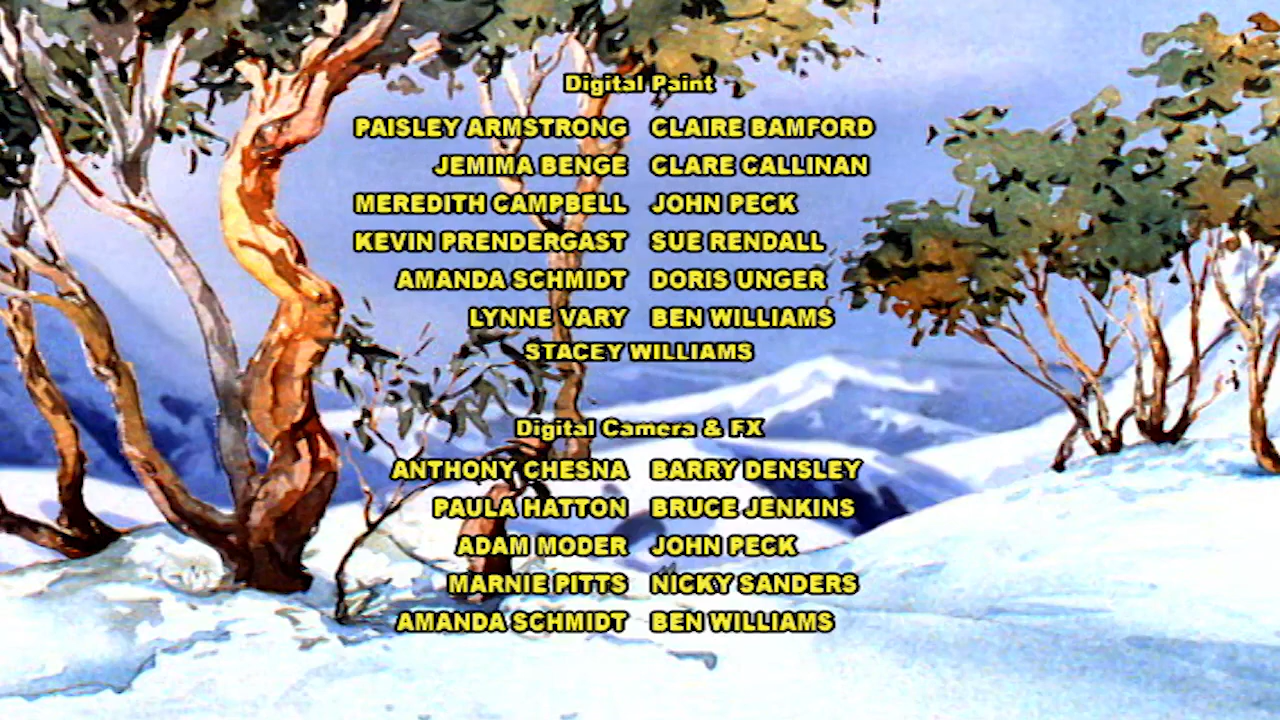 Digital Paint
PAISLEY ARMSTRONG CLAIRE BAMFORD
JEMIMA BENGE CLARE CALLINAN
MEREDITH CAMPBELL JOHN PECK
KEVIN PRENDERGAST SUE RENDALL
AMANDA SCHMIDT DORIS UNGER
LYNNE VARY BEN WILLIAMS
STACEY WILLIAMS
Digital Camera & FX
ANTHONY CHESNA BARRY DENSLEY
PAULA HATTON BRUCE JENKINS
ADAM MODER JOHN PECK
MARNIE PITTS NICKY SANDERS
AMANDA SCHMIDT BEN WILLIAMS